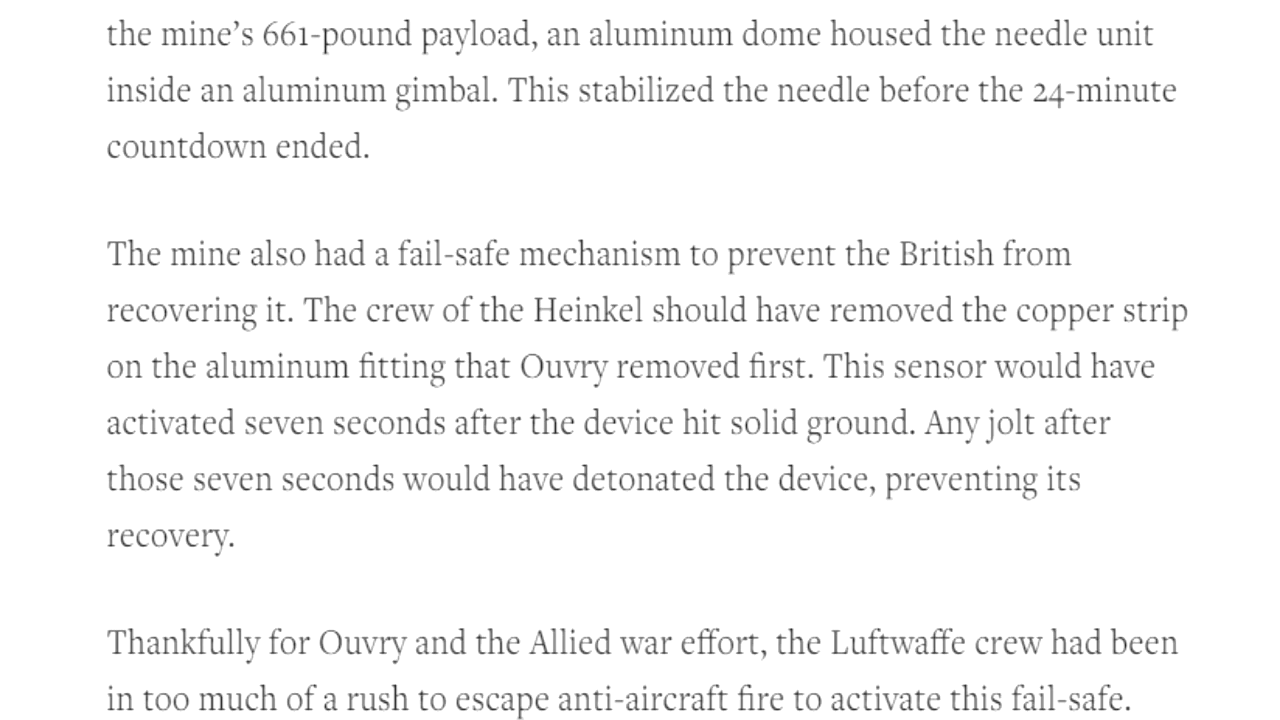 the mine’s 661-pound payload, an aluminum dome housed the needle unit
inside an aluminum gimbal. This stabilized the needle before the 24-minute
countdown ended.
The mine also had a fail-safe mechanism to prevent the British from
recovering it. The crew of the Heinkel should have removed the copper strip
on the aluminum fitting that Ouvry removed first. This sensor would have
activated seven seconds after the device hit solid ground. Any jolt after
those seven seconds would have detonated the device, preventing its
recovery.
Thankfully for Ouvry and the Allied war effort, the Luftwaffe crew had been
in too much of a rush to escape anti-aircraft fire to activate this fail-safe.